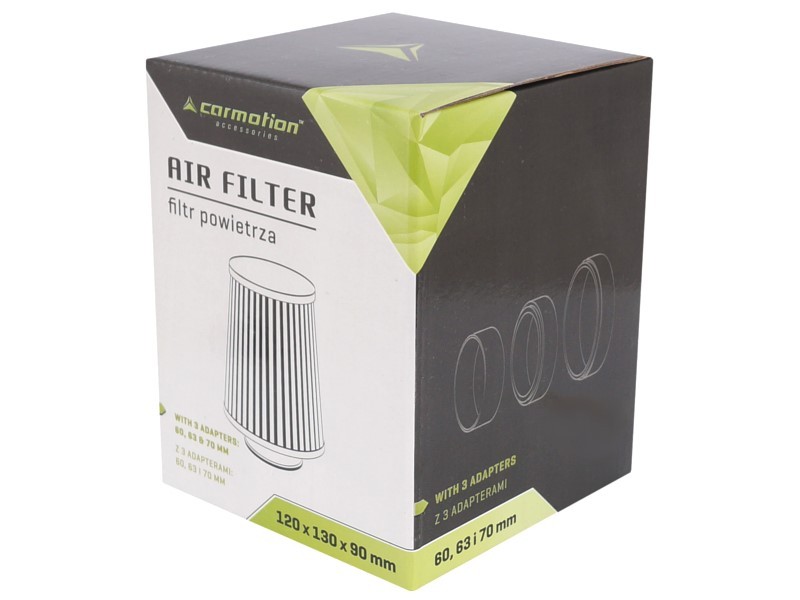 carmotion™
accessories
AIR FILTER
filtr powietrza
WITH 3 ADAPTERS:
60, 63 & 70 MM
Z 3 ADAPTERAMI:
60, 63 I 70 MM
120 x 130 x 90 mm
WITH 3 ADAPTERS
Z 3 ADAPTERAMI
60, 63 i 70 mm